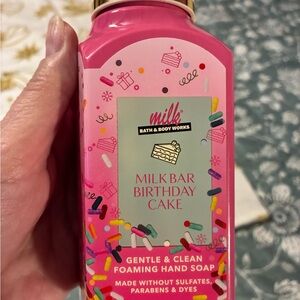 milk
BATH & BODY WORKS
MILK BAR
BIRTHDAY
CAKE
GENTLE & CLEAN
FOAMING HAND SOAP
MADE WITHOUT SULFATES,
PARABENS & DYES